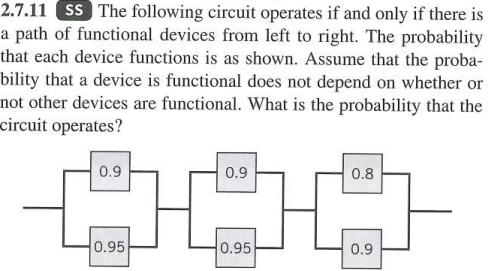 2.7.11 SS The following circuit operates if and only if there is
a path of functional devices from left to right. The probability
that each device functions is as shown. Assume that the proba-
bility that a device is functional does not depend on whether or
not other devices are functional. What is the probability that the
circuit operates?
0.9 0.9 0.8
0.95 0.95 0.9